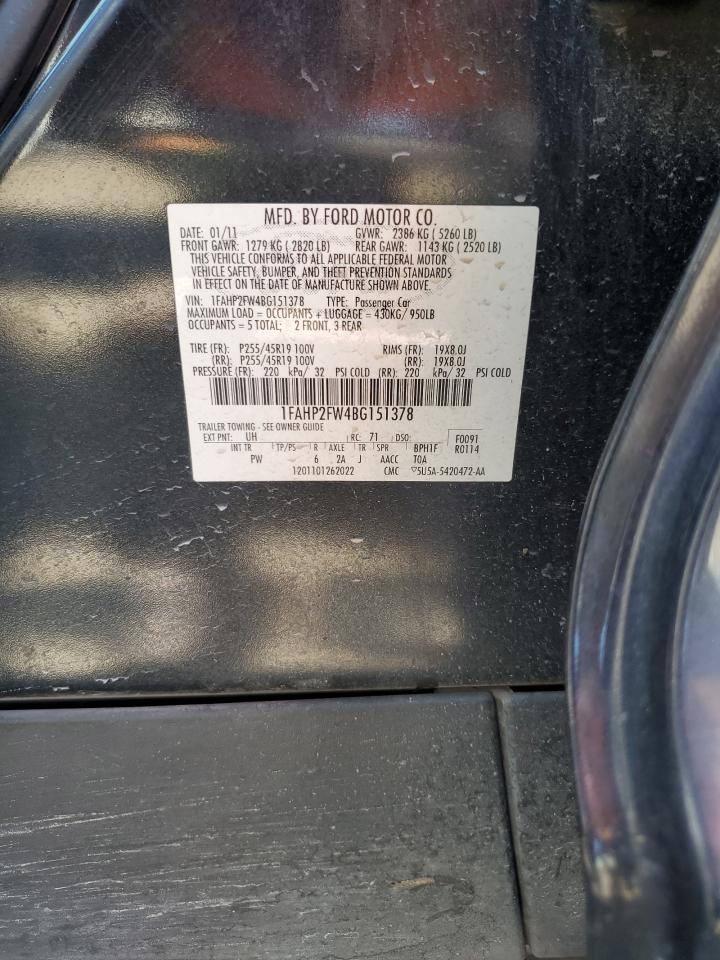 MFD. BY FORD MOTOR CO.
DATE: 01/11 GVWR: 2386 KG ( 5260 LB)
FRONT GAWR: 1279 KG ( 2820 LB) REAR GAWR: 1143 KG ( 2520 LB)
THIS VEHICLE CONFORMS TO ALL APPLICABLE FEDERAL MOTOR
VEHICLE SAFETY, BUMPER, AND THEFT PREVENTION STANDARDS
IN EFFECT ON THE DATE OF MANUFACTURE SHOWN ABOVE.
VIN: 1FAHP2FW4BG151378 TYPE: Passenger Car
MAXIMUM LOAD = OCCUPANTS + LUGGAGE = 430KG/ 950LB
OCCUPANTS = 5 TOTAL; 2 FRONT, 3 REAR
TIRE (FR): P255/45R19 100V RIMS (FR): 19X8.0J
(RR): P255/45R19 100V (RR): 19X8.0J
PRESSURE (FR): 220 kPa/ 32 PSI COLD (RR): 220 kPa/ 32 PSI COLD
1FAHP2FW4BG151378
TRAILER TOWING - SEE OWNER GUIDE
EXT PNT: UH RC: 71 DSO: F0091
INT TR TP/PS R AXLE TR SPR BPH1F R0114
PW 6 2A J AACC TOA
1201101262022 CMC 5U5A-5420472-AA